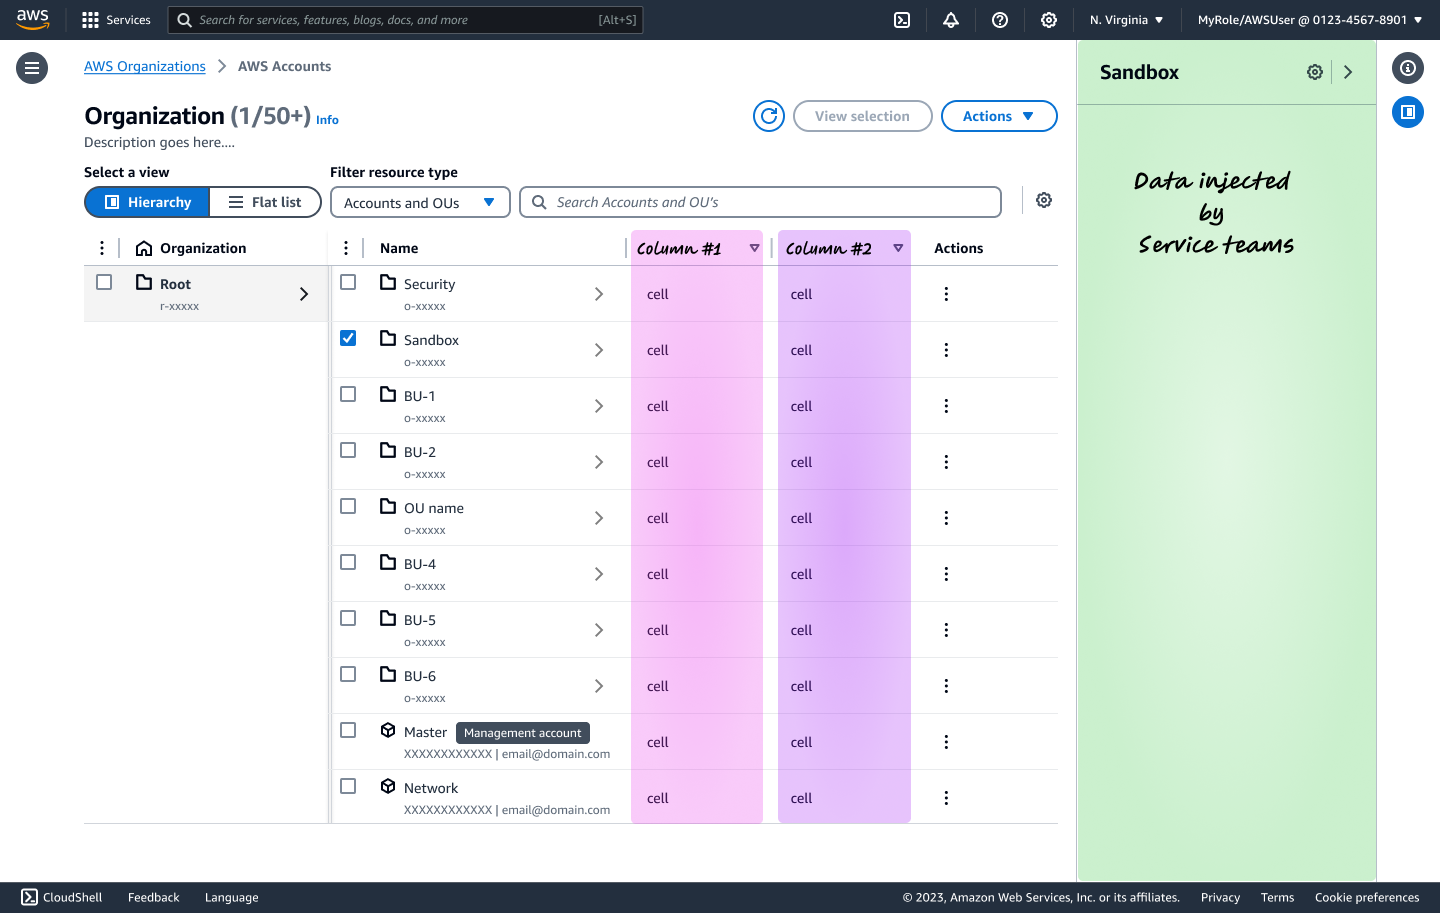 aws Services Search for services, features, blogs, docs, and more [Alt+S] N. Virginia MyRole/AWSUser @ 0123-4567-8901
AWS Organizations AWS Accounts
Organization (1/50+) Info
Description goes here....
View selection Actions
Select a view Filter resource type
Hierarchy Flat list Accounts and OUs Search Accounts and OU's
Organization Name Column #1 Column #2 Actions
Root
r-xxxxx
Security cell cell
o-xxxxx
Sandbox cell cell
o-xxxxx
BU-1 cell cell
o-xxxxx
BU-2 cell cell
o-xxxxx
OU name cell cell
o-xxxxx
BU-4 cell cell
o-xxxxx
BU-5 cell cell
o-xxxxx
BU-6 cell cell
o-xxxxx
Master Management account cell cell
XXXXXXXXXXXX | email@domain.com
Network cell cell
XXXXXXXXXXXX | email@domain.com
Sandbox
Data injected
by
Service teams
CloudShell Feedback Language © 2023, Amazon Web Services, Inc. or its affiliates. Privacy Terms Cookie preferences